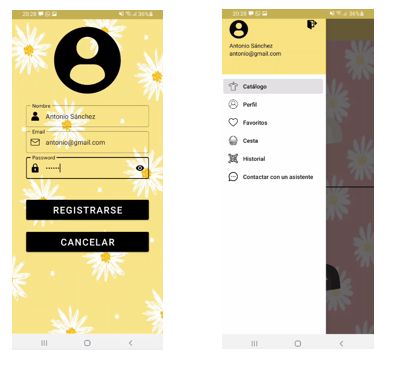 20:28
36%
Nombre
Antonio Sánchez
Email
antonio@gmail.com
Password
REGISTRARSE
CANCELAR
20:28
36%
Antonio Sánchez
antonio@gmail.com
Catálogo
Perfil
Favoritos
Cesta
Historial
Contactar con un asistente